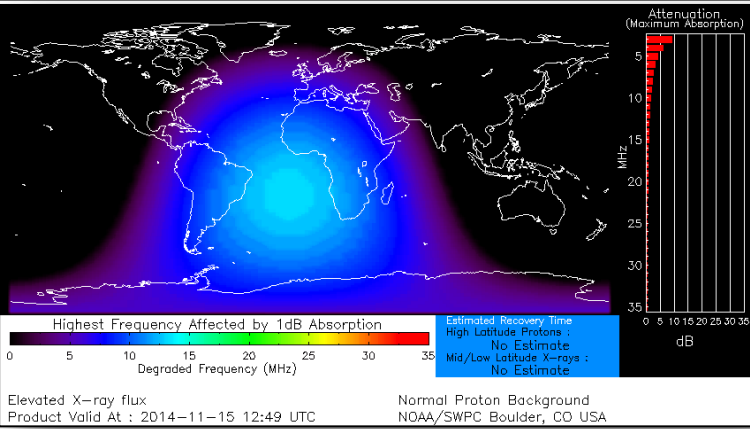 Attenuation
(Maximum Absorption)
5
10
15
20
25
30
35
MHz
0 5 10 15 20 25 30 35
dB
Highest Frequency Affected by 1dB Absorption
0 5 10 15 20 25 30 35
Degraded Frequency (MHz)
Estimated Recovery Time
High Latitude Protons :
No Estimate
Mid/Low Latitude X-rays :
No Estimate
Elevated X-ray flux
Normal Proton Background
Product Valid At : 2014-11-15 12:49 UTC
NOAA/SWPC Boulder, CO USA